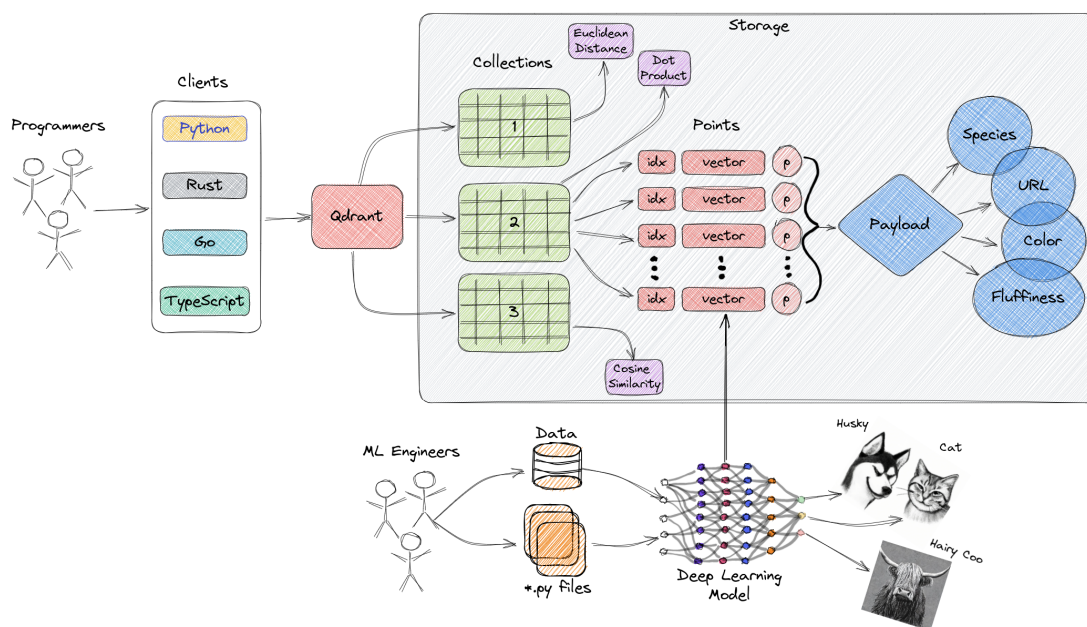 Storage
Euclidean
Distance
Collections
Dot
Product
Clients
Programmers
Python
Rust
Go
TypeScript
Qdrant
1
2
3
Cosine
Similarity
Points
idx vector p
idx vector p
idx vector p
idx vector p
Payload
Species
URL
Color
Fluffiness
ML Engineers
Data
*.py files
Deep Learning
Model
Husky
Cat
Hairy Coo